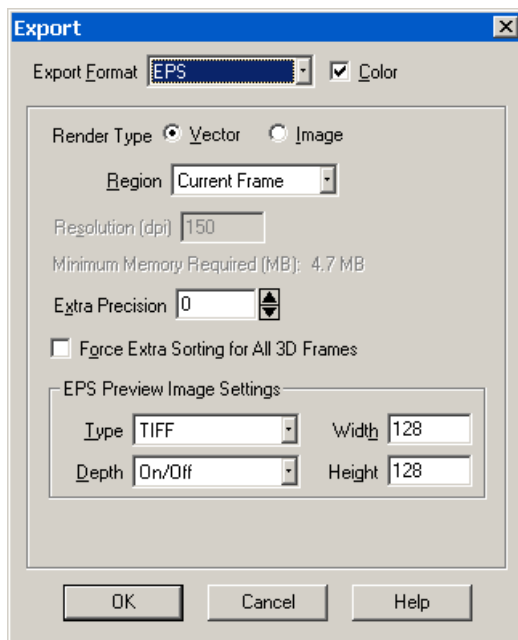 Export
Export Format EPS Color
Render Type Vector Image
Region Current Frame
Resolution (dpi) 150
Minimum Memory Required (MB): 4.7 MB
Extra Precision 0
Force Extra Sorting for All 3D Frames
EPS Preview Image Settings
Type TIFF Width 128
Depth On/Off Height 128
OK Cancel Help